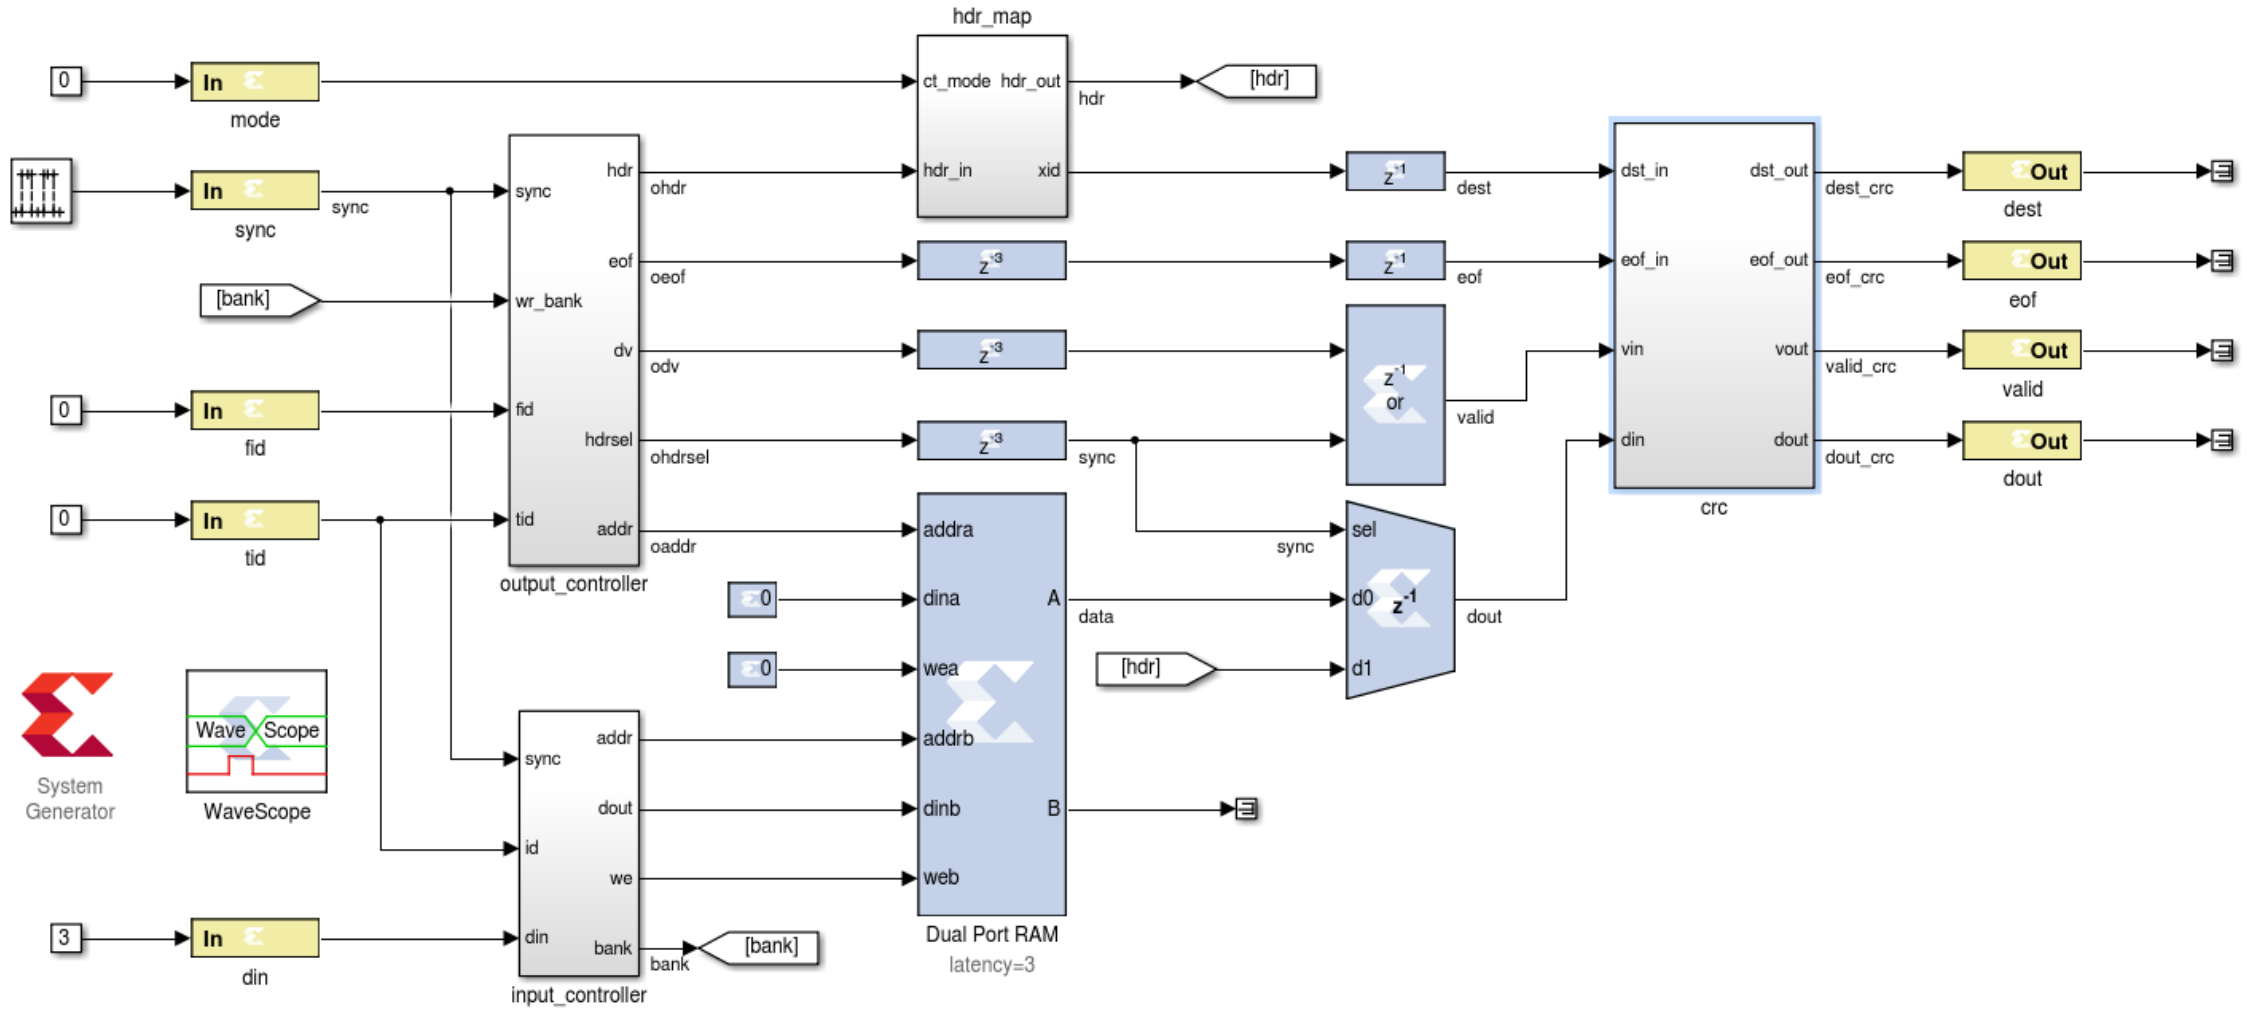 hdr_map
0
In
mode
ct_mode
hdr_out
hdr
[hdr]
In
sync
sync
sync
hdr
ohdr
hdr_in
xid
z-1
dest
dst_in
dst_out
dest_crc
Out
dest
[bank]
wr_bank
eof
oeof
z-3
z-1
eof
eof_in
eof_out
eof_crc
Out
eof
dv
odv
z-3
z-1
or
valid
vin
vout
valid_crc
Out
valid
0
In
fid
fid
hdrsel
ohdrsel
z-3
sync
din
dout
dout_crc
Out
dout
crc
0
In
tid
tid
addr
oaddr
output_controller
addra
sync
sel
0
dina
A
data
d0
z-1
dout
0
wea
[hdr]
d1
System
Generator
Wave Scope
WaveScope
sync
addr
addrb
dout
dinb
B
id
we
web
3
In
din
din
bank
bank
[bank]
input_controller
Dual Port RAM
latency=3